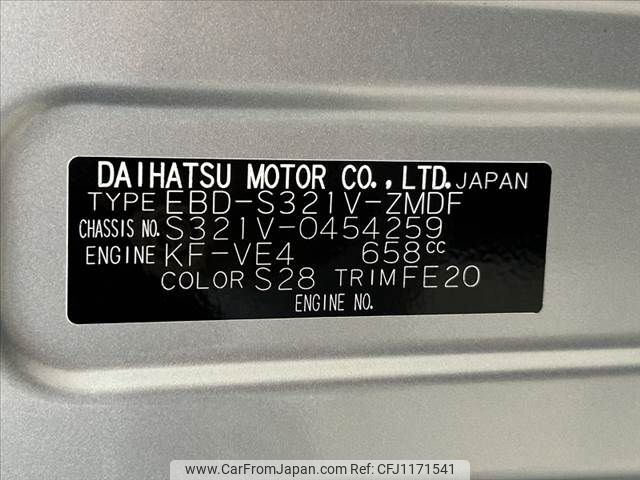 DAIHATSU MOTOR CO.,LTD. JAPAN
TYPE EBD-S321V-ZMDF
CHASSIS NO. S321V-0454259
ENGINE KF-VE4 658CC
COLOR S28 TRIM FE20
ENGINE NO.
www.CarFromJapan.com REF CFJ1171541